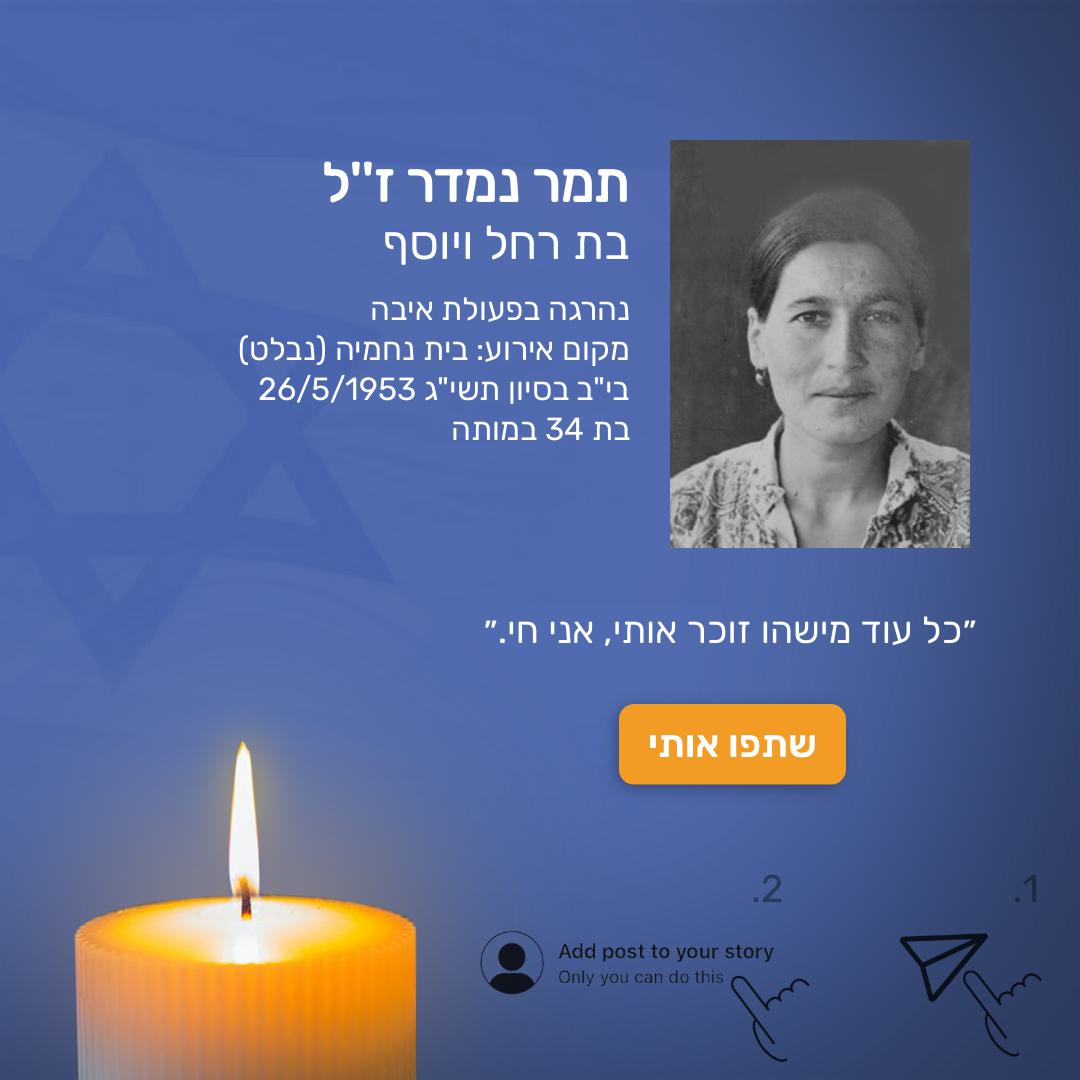 תמר נמדר ז"ל
בת רחל ויוסף
נהרגה בפעולת איבה
מקום אירוע: בית נחמיה (נבלט)
בי"ב בסיון תשי"ג 26/5/1953
בת 34 במותה
״כל עוד מישהו זוכר אותי, אני חי.״
שתפו אותי
1.
2.
Add post to your story
Only you can do this